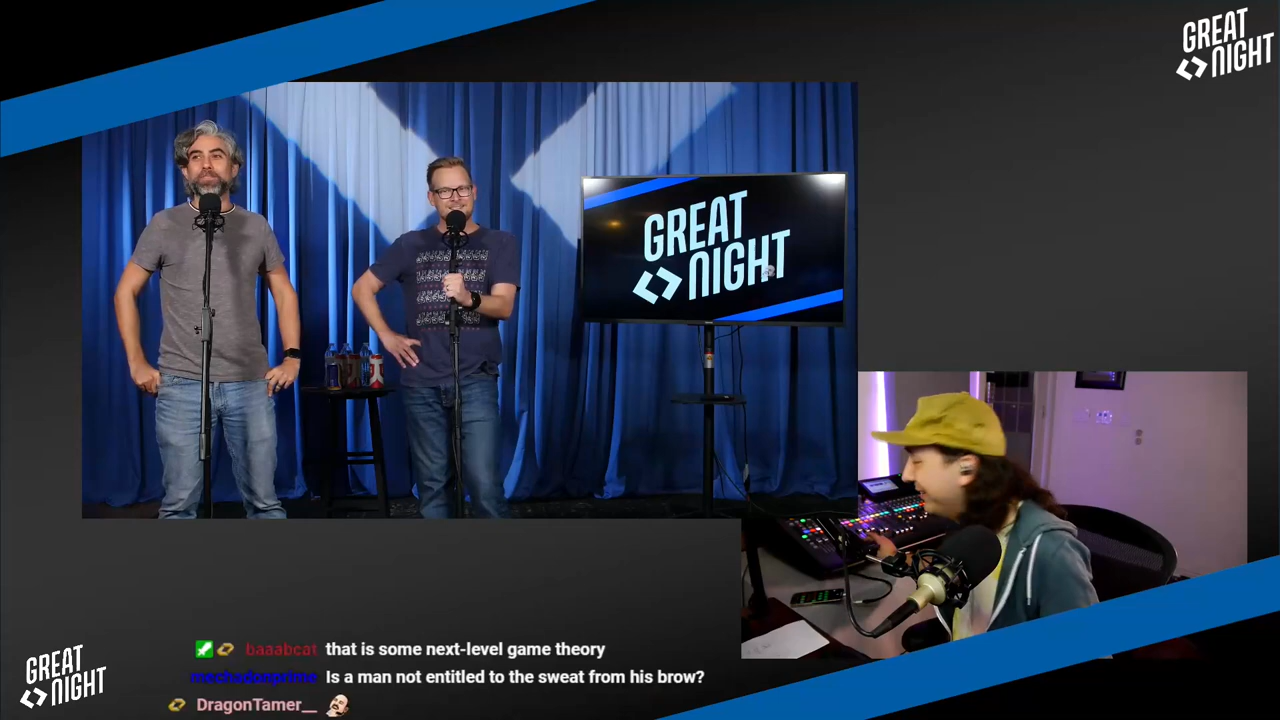 GREAT
NIGHT
GREAT
NIGHT
baaabcat that is some next-level game theory
mechadonprime Is a man not entitled to the sweat from his brow?
DragonTamer__
GREAT
NIGHT